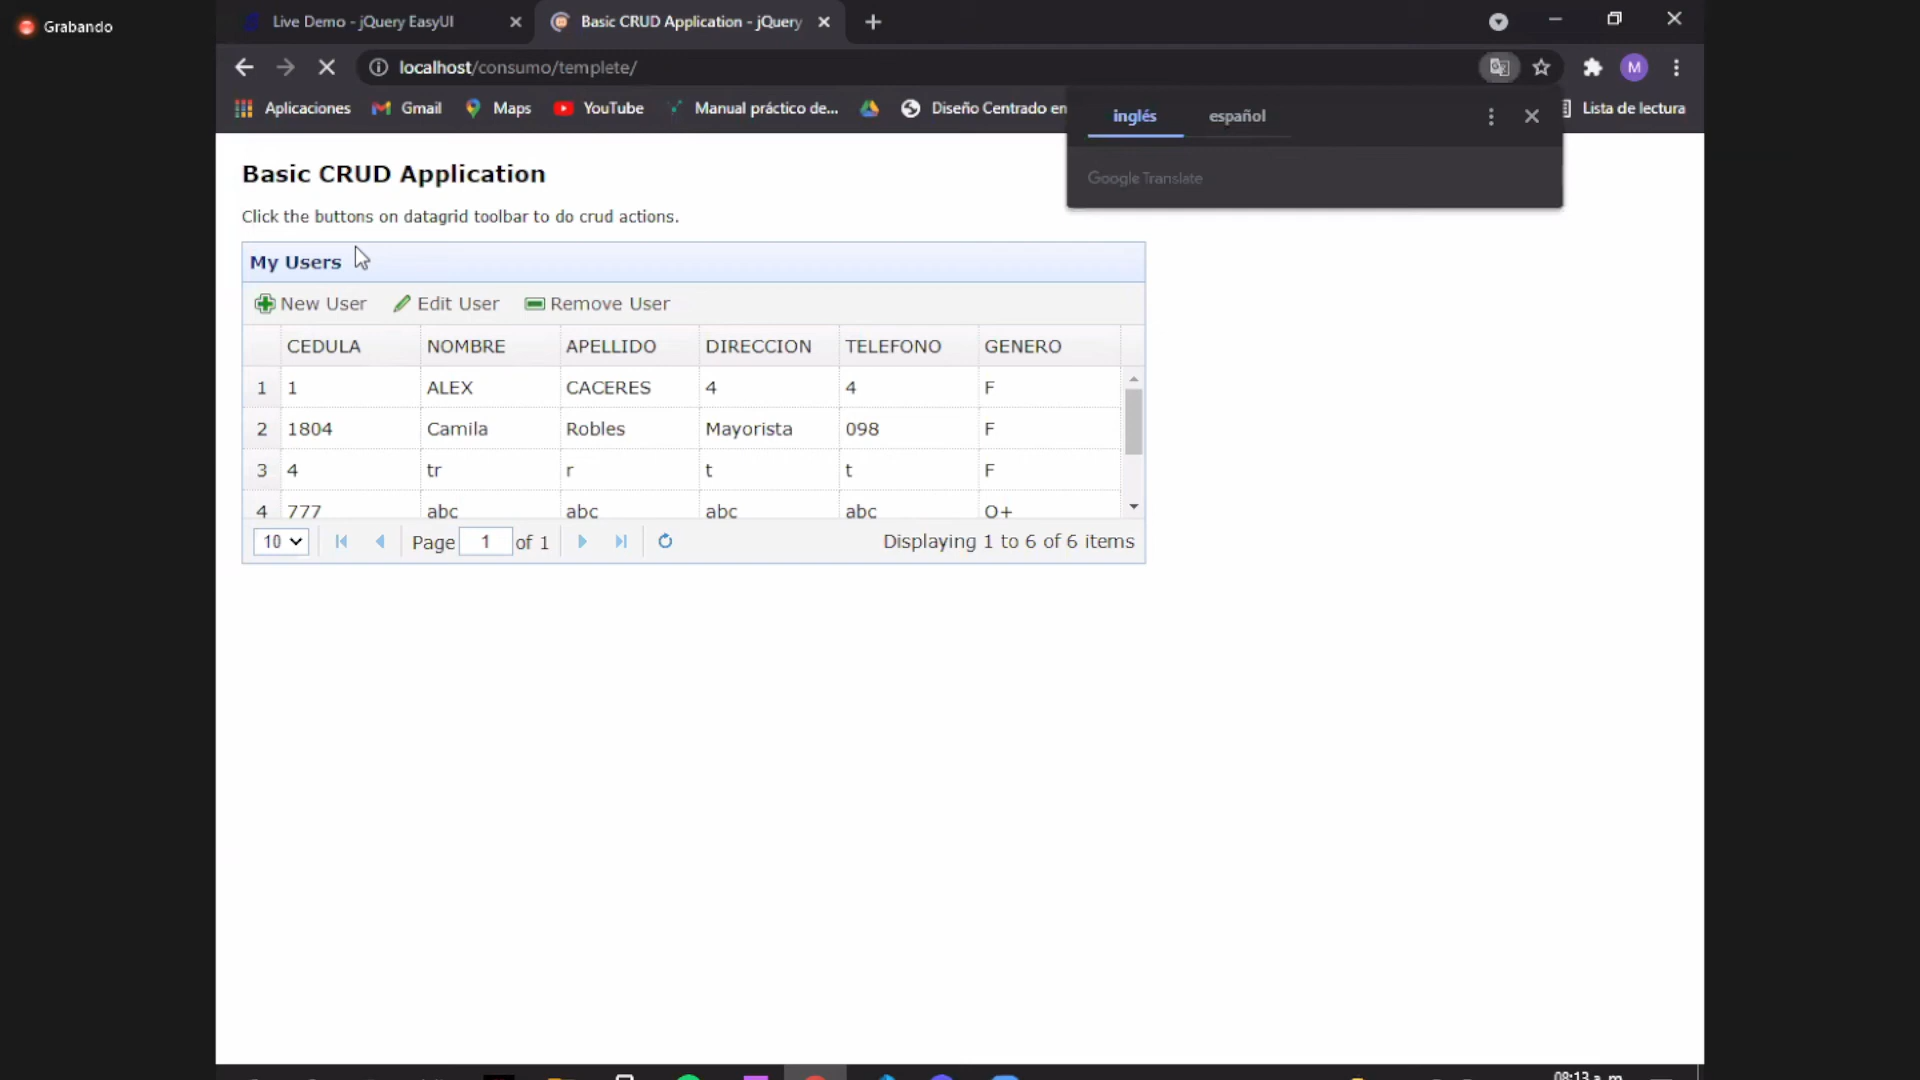 Grabando
Live Demo - jQuery EasyUI
Basic CRUD Application - jQuery
localhost/consumo/templete/
M
Aplicaciones
Gmail
Maps
YouTube
Manual práctico de...
Diseño Centrado en
Lista de lectura
inglés
español
Google Translate
Basic CRUD Application
Click the buttons on datagrid toolbar to do crud actions.
My Users
New User
Edit User
Remove User
CEDULA NOMBRE APELLIDO DIRECCION TELEFONO GENERO
1 1 ALEX CACERES 4 4 F
2 1804 Camila Robles Mayorista 098 F
3 4 tr r t t F
4 777 abc abc abc abc O+
10 Page 1 of 1 Displaying 1 to 6 of 6 items
08:13 a. m.